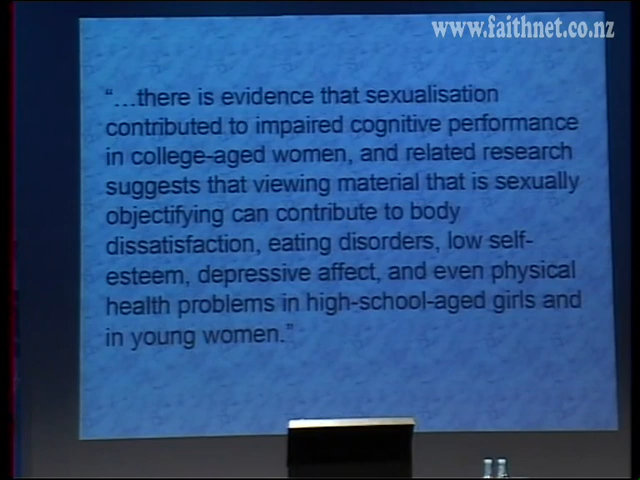 www.faithnet.co.nz
“…there is evidence that sexualisation
contributed to impaired cognitive performance
in college-aged women, and related research
suggests that viewing material that is sexually
objectifying can contribute to body
dissatisfaction, eating disorders, low self-
esteem, depressive affect, and even physical
health problems in high-school-aged girls and
in young women.”